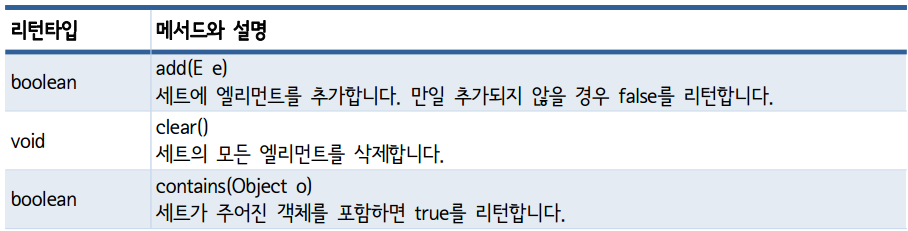 리턴타입 메서드와 설명
boolean add(E e)
세트에 엘리먼트를 추가합니다. 만일 추가되지 않을 경우 false를 리턴합니다.
void clear()
세트의 모든 엘리먼트를 삭제합니다.
boolean contains(Object o)
세트가 주어진 객체를 포함하면 true를 리턴합니다.